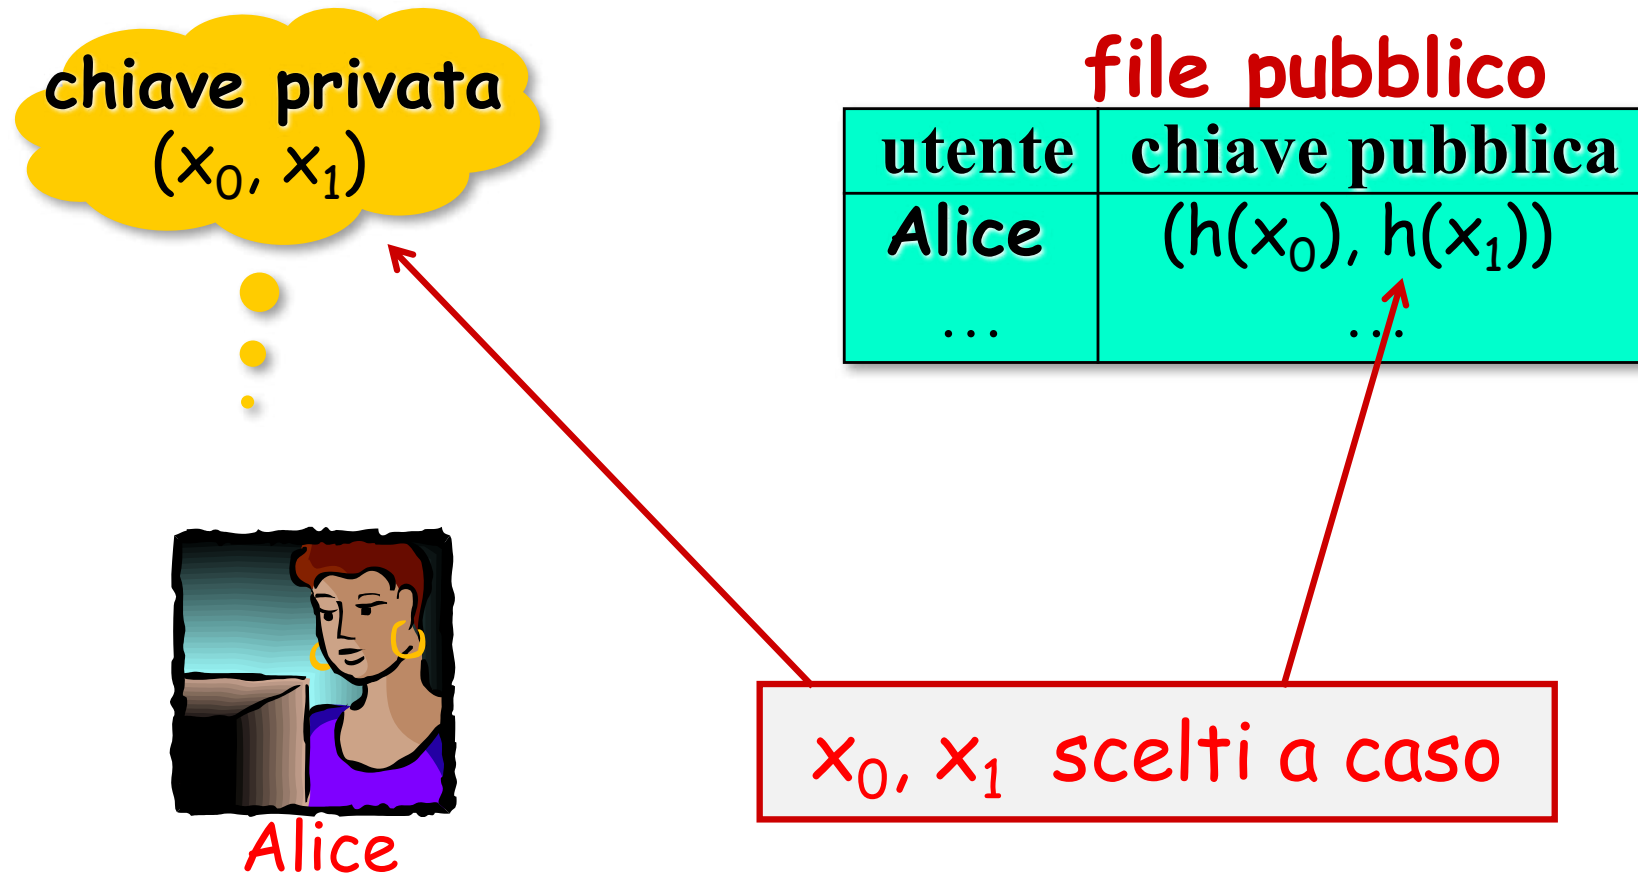 chiave privata
(x₀, x₁)
file pubblico
utente chiave pubblica
Alice (h(x₀), h(x₁))
... ...
x₀, x₁ scelti a caso
Alice